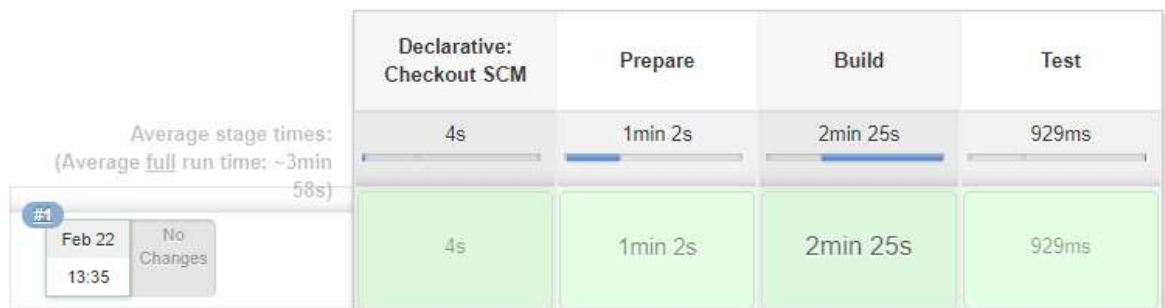 Declarative:
Checkout SCM
Prepare
Build
Test
Average stage times:
(Average full run time: ~3min
58s)
4s
1min 2s
2min 25s
929ms
#1
Feb 22
13:35
No
Changes
4s
1min 2s
2min 25s
929ms